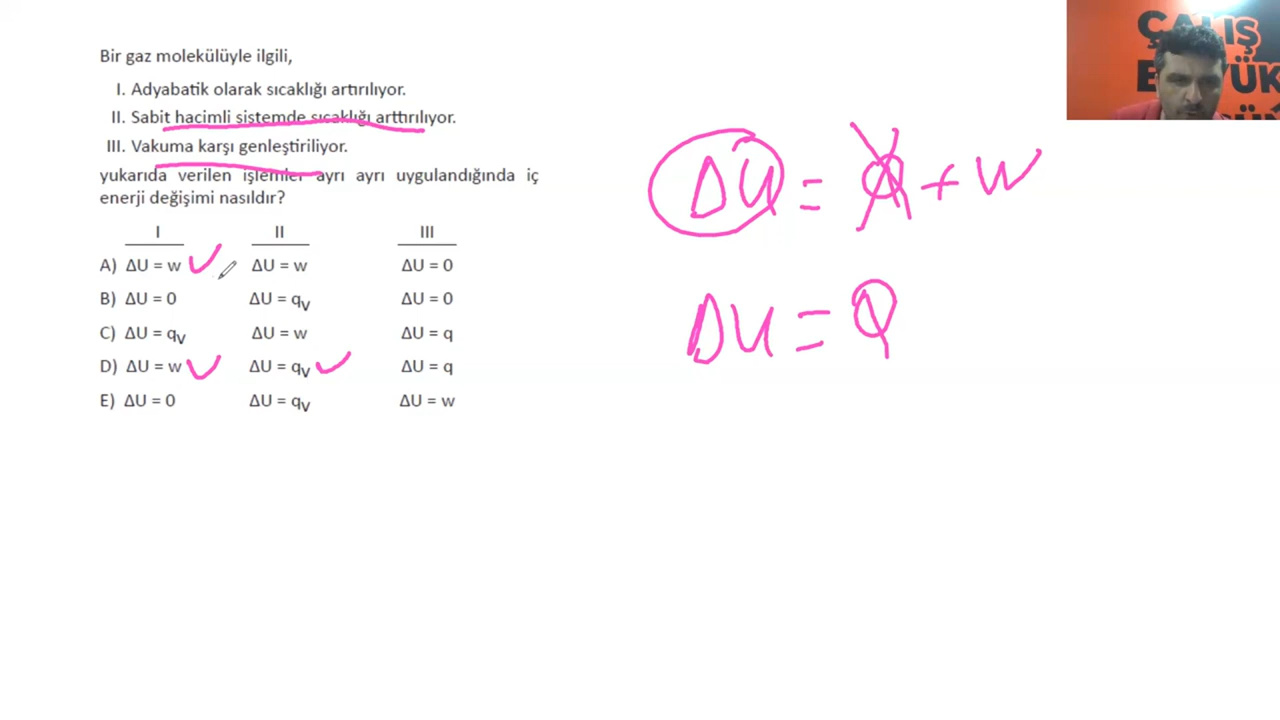 Bir gaz molekülüyle ilgili,
I. Adyabatik olarak sıcaklığı artırılıyor.
II. Sabit hacimli sistemde sıcaklığı arttırılıyor.
III. Vakuma karşı genleştiriliyor.
yukarıda verilen işlemler ayrı ayrı uygulandığında iç
enerji değişimi nasıldır?
I II III
A) ΔU = w ΔU = w ΔU = 0
B) ΔU = 0 ΔU = qv ΔU = 0
C) ΔU = qv ΔU = w ΔU = q
D) ΔU = w ΔU = qv ΔU = q
E) ΔU = 0 ΔU = qv ΔU = w
ΔU = Q + W
ΔU = Q
ÇALIŞ